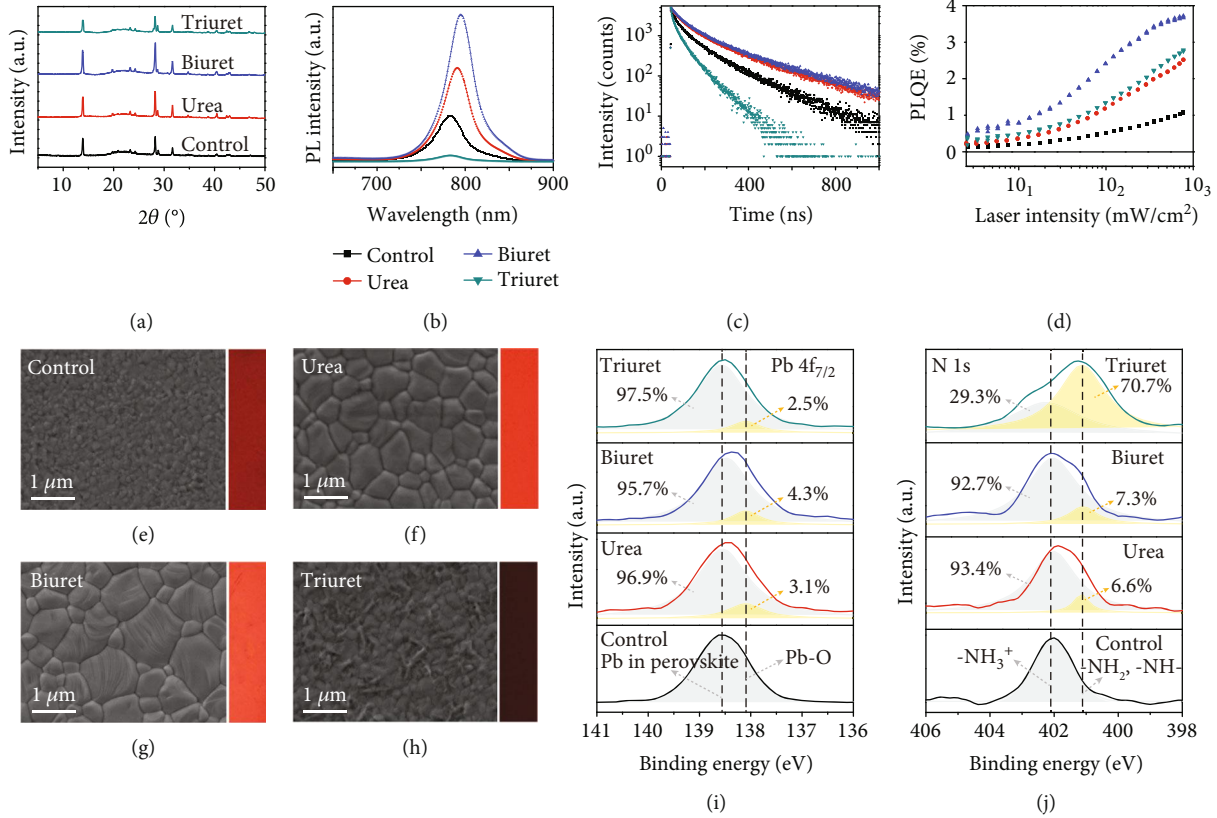 Intensity (a.u.)
Triuret
Biuret
Urea
Control
10 20 30 40 50
2θ (°)
(a)
PL intensity (a.u.)
700 800 900
Wavelength (nm)
Control
Urea
Biuret
Triuret
(b)
Intensity (counts)
10⁴
10³
10²
10¹
10⁰
0 400 800
Time (ns)
(c)
PLQE (%)
4
3
2
1
0
10₁ 10₂ 10₃
Laser intensity (mW/cm²)
(d)
Control
1 μm
(e)
Urea
1 μm
(f)
Biuret
1 μm
(g)
Triuret
1 μm
(h)
Intensity (a.u.)
Triuret
Pb 4f₇/₂
97.5%
2.5%
Biuret
95.7%
4.3%
Urea
96.9%
3.1%
Control
Pb in perovskite
Pb-O
141 140 139 138 137 136
Binding energy (eV)
(i)
Intensity (a.u.)
N 1s
Triuret
29.3%
70.7%
Biuret
92.7%
7.3%
Urea
93.4%
6.6%
Control
-NH₃⁺
-NH₂, -NH-
406 404 402 400 398
Binding energy (eV)
(j)